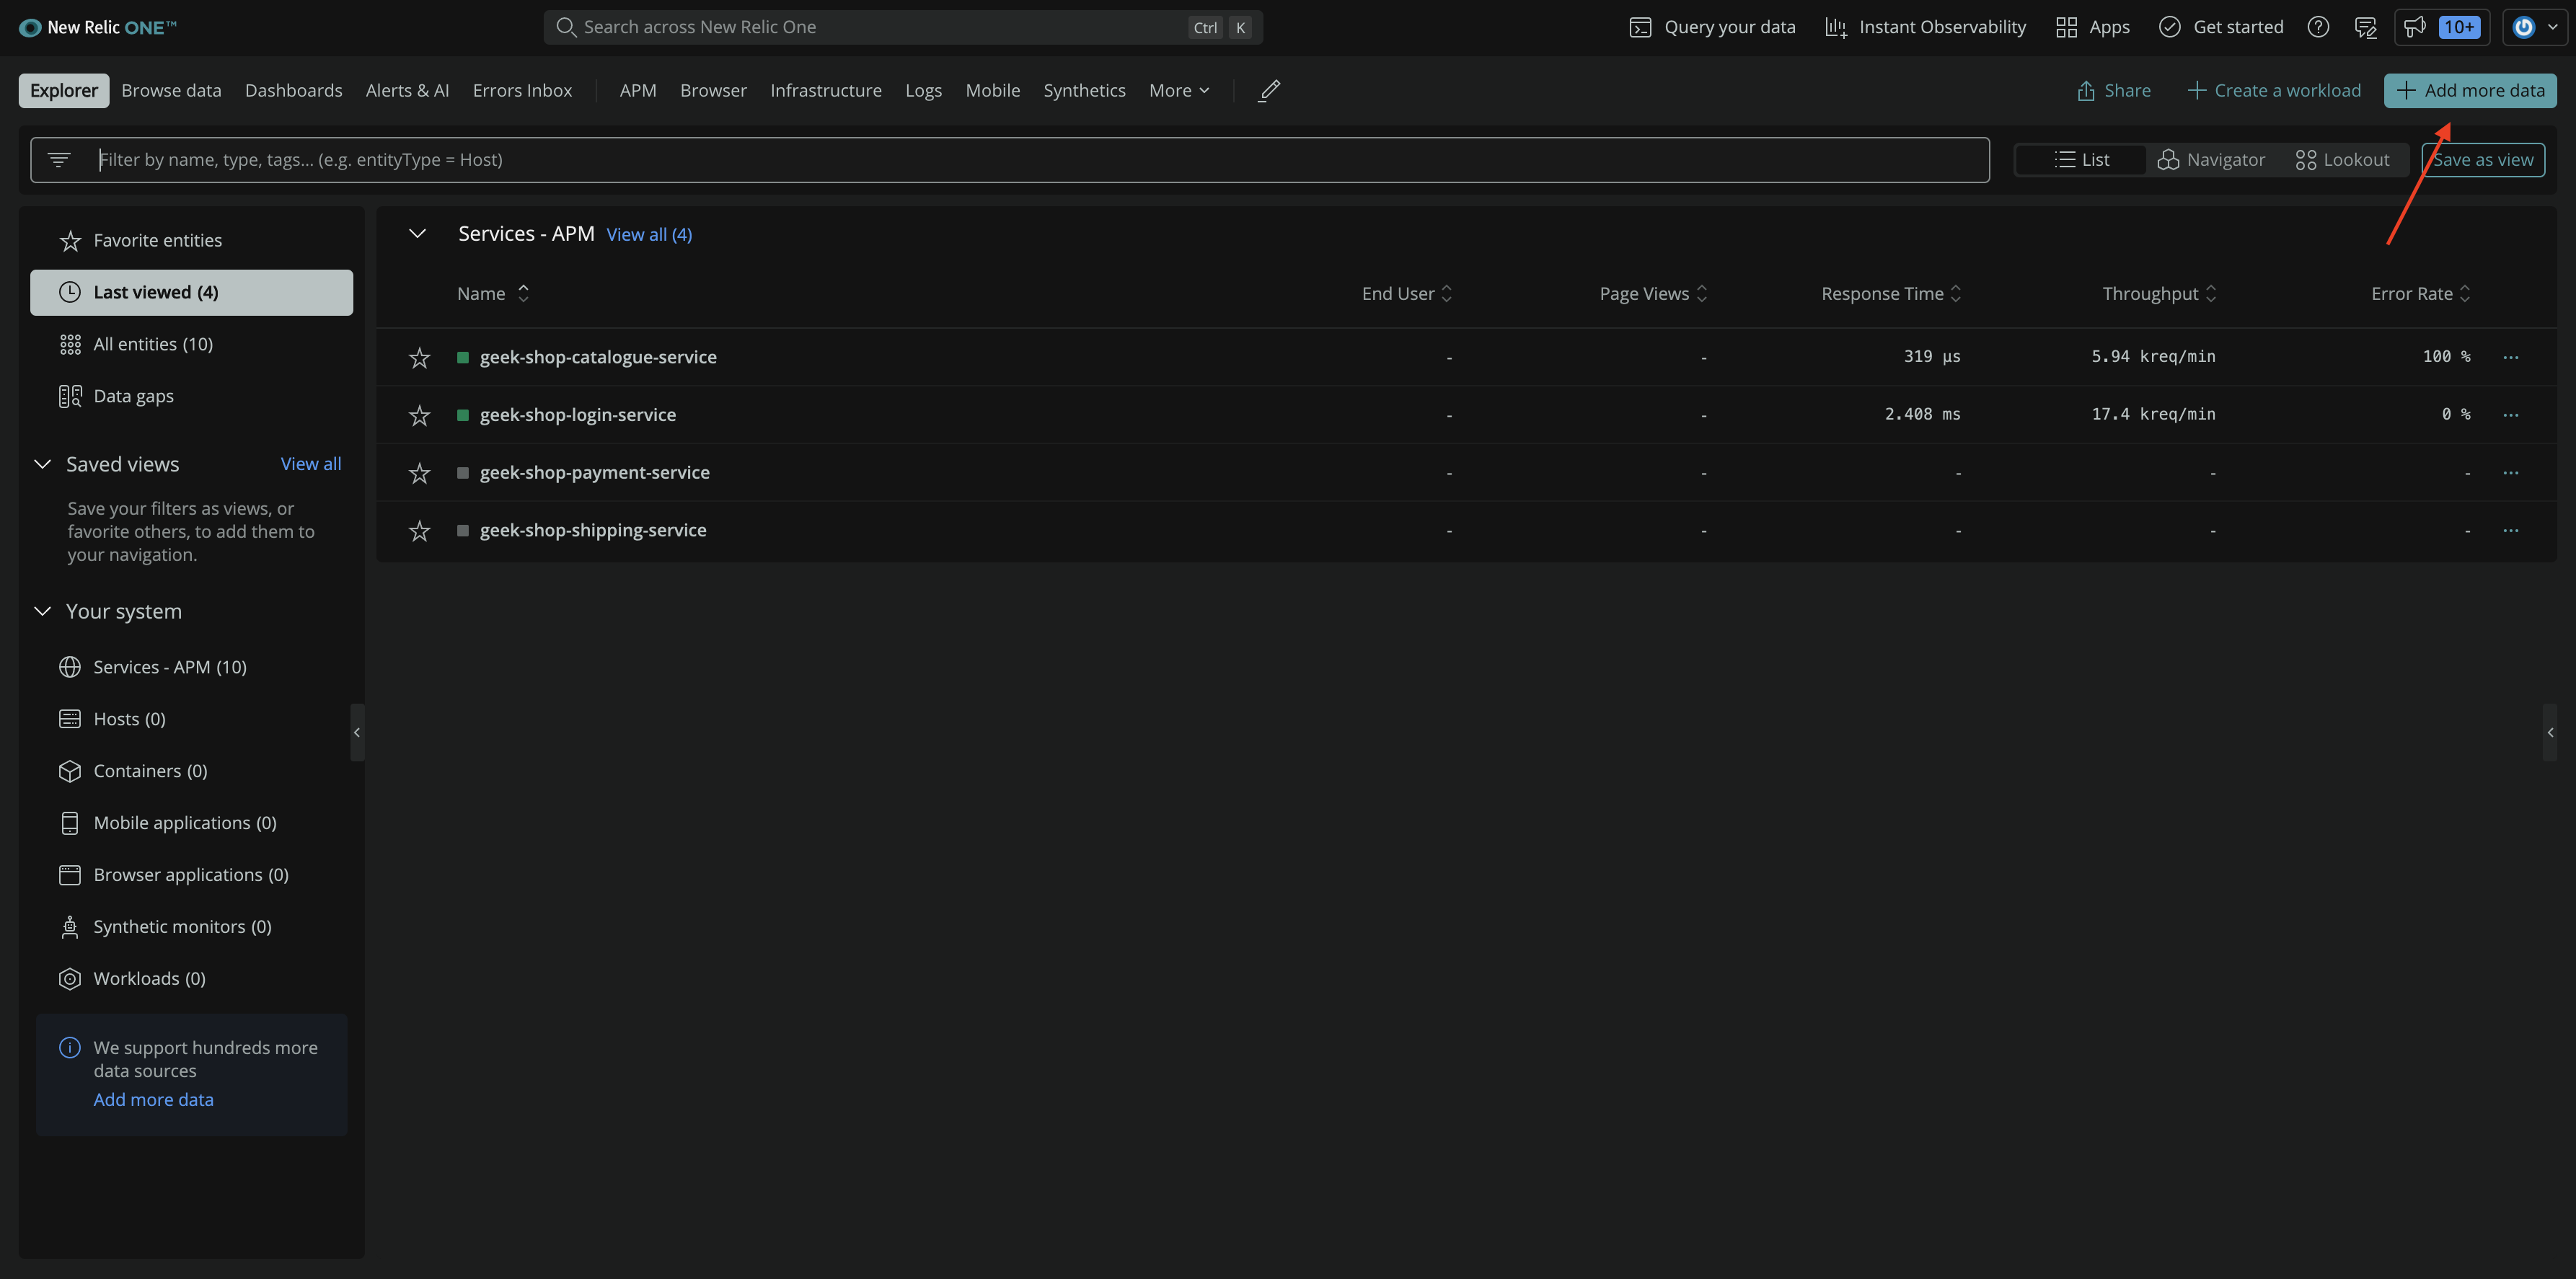 New Relic ONE™
Search across New Relic One
Ctrl K
Query your data
Instant Observability
Apps
Get started
10+
Explorer
Browse data
Dashboards
Alerts & AI
Errors Inbox
APM
Browser
Infrastructure
Logs
Mobile
Synthetics
More
Share
Create a workload
Add more data
Filter by name, type, tags... (e.g. entityType = Host)
List
Navigator
Lookout
Save as view
Favorite entities
Last viewed (4)
All entities (10)
Data gaps
Saved views
View all
Save your filters as views, or
favorite others, to add them to
your navigation.
Your system
Services - APM (10)
Hosts (0)
Containers (0)
Mobile applications (0)
Browser applications (0)
Synthetic monitors (0)
Workloads (0)
We support hundreds more
data sources
Add more data
Services - APM View all (4)
Name End User Page Views Response Time Throughput Error Rate
geek-shop-catalogue-service - - 319 µs 5.94 kreq/min 100 % ...
geek-shop-login-service - - 2.408 ms 17.4 kreq/min 0 % ...
geek-shop-payment-service - - - - - ...
geek-shop-shipping-service - - - - - ...